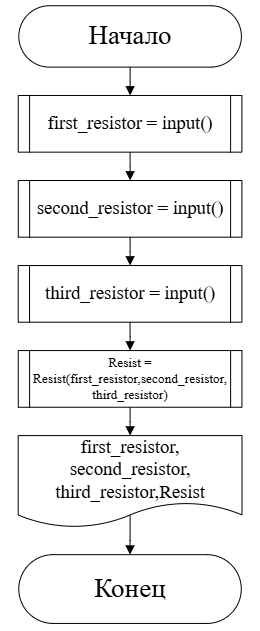 Начало
first_resistor = input()
second_resistor = input()
third_resistor = input()
Resist =
Resist(first_resistor,second_resistor,
third_resistor)
first_resistor,
second_resistor,
third_resistor,Resist
Конец